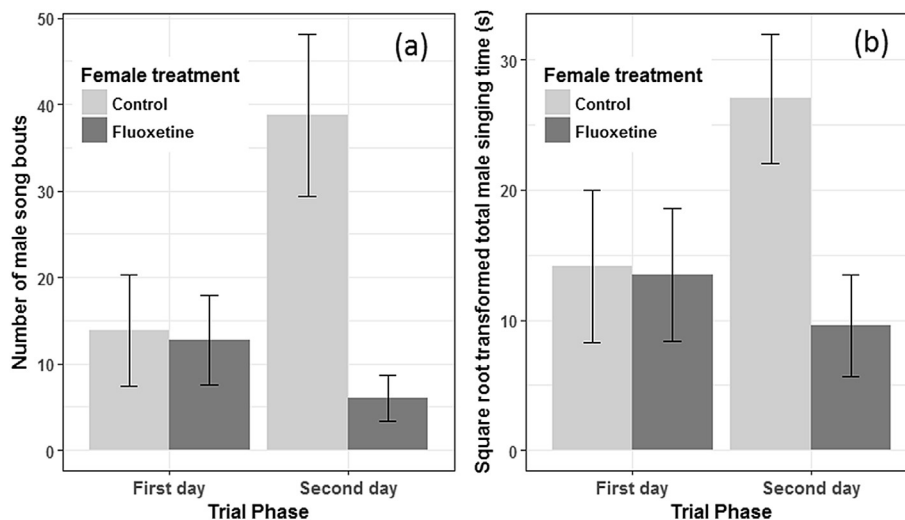 (a)
Female treatment
Control
Fluoxetine
Number of male song bouts
50
40
30
20
10
0
First day
Second day
Trial Phase
(b)
Female treatment
Control
Fluoxetine
Square root transformed total male singing time (s)
30
20
10
0
First day
Second day
Trial Phase